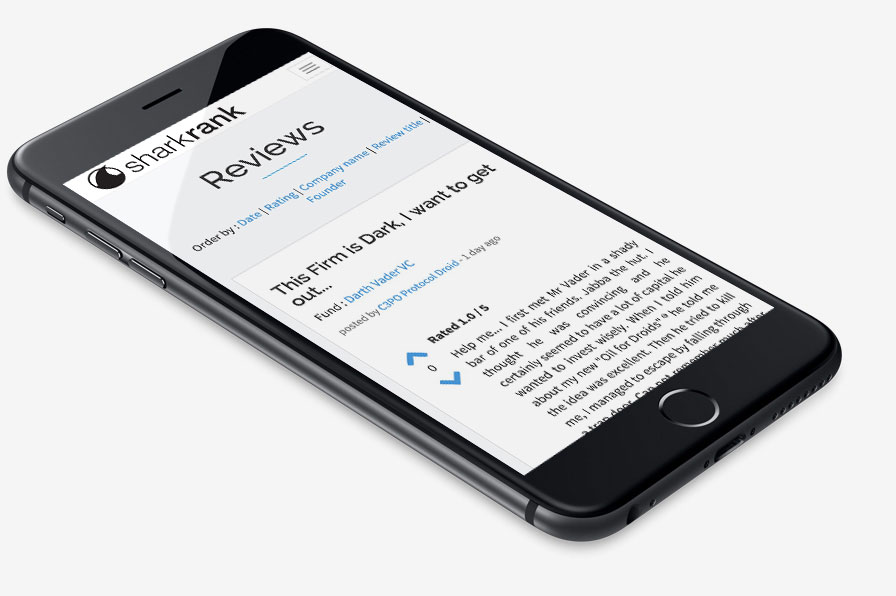 sharkrank
Reviews
Order by : Date | Rating | Company name | Review title |
Founder
This Firm is Dark, I want to get
out...
Fund : Darth Vader VC
posted by C3PO Protocol Droid - 1 day ago
Rated 1.0 / 5
0
Help me... I first met Mr Vader in a shady
bar of one of his friends. Jabba the hut. I
thought he was convincing and he
certainly seemed to have a lot of capital he
wanted to invest wisely. When I told him
about my new "Oil for Droids" ® he told me
the idea was excellent. Then he tried to kill
me, i managed to escape by falling through
a trap door. Can not remember much after